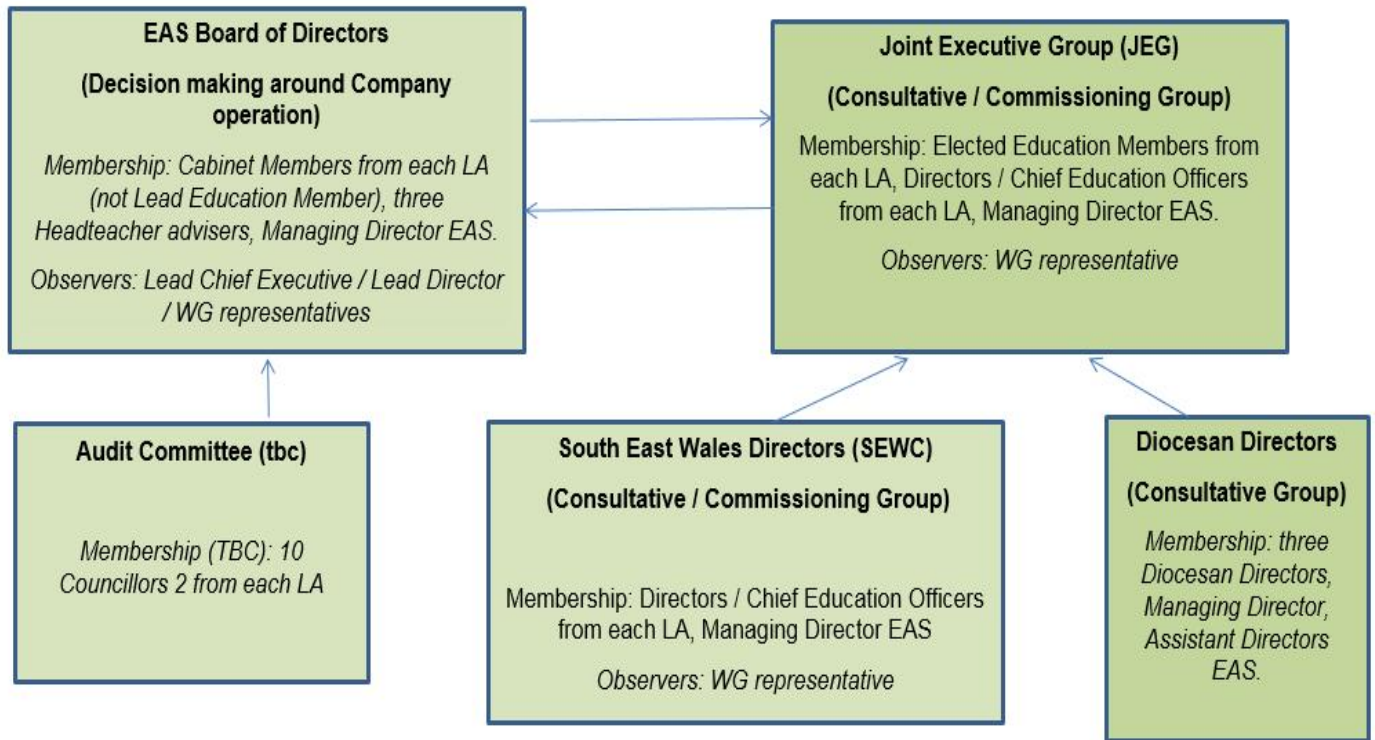 EAS Board of Directors
(Decision making around Company
operation)
Membership: Cabinet Members from each LA
(not Lead Education Member), three
Headteacher advisers, Managing Director EAS.
Observers: Lead Chief Executive / Lead Director
/ WG representatives
Joint Executive Group (JEG)
(Consultative / Commissioning Group)
Membership: Elected Education Members from
each LA, Directors / Chief Education Officers
from each LA, Managing Director EAS.
Observers: WG representative
Audit Committee (tbc)
Membership (TBC): 10
Councillors 2 from each LA
South East Wales Directors (SEWC)
(Consultative / Commissioning Group)
Membership: Directors / Chief Education Officers
from each LA, Managing Director EAS
Observers: WG representative
Diocesan Directors
(Consultative Group)
Membership: three
Diocesan Directors,
Managing Director,
Assistant Directors
EAS.